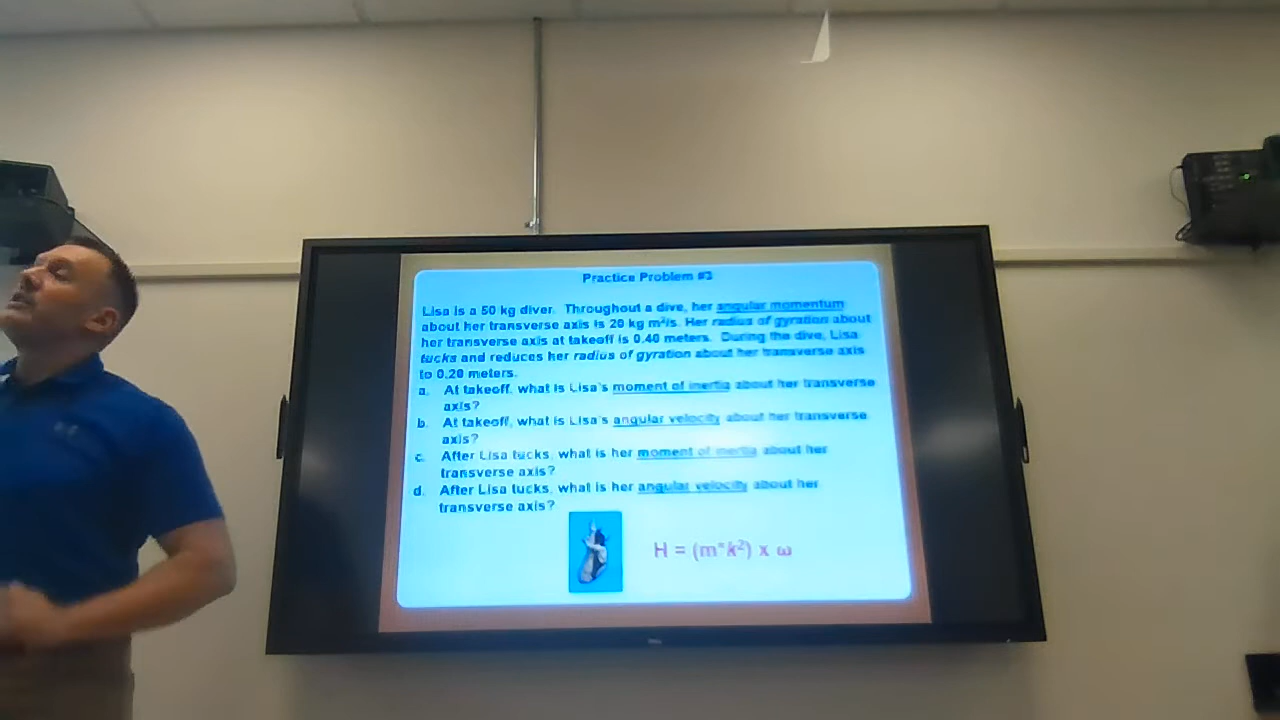 Practice Problem #3
Lisa is a 50 kg diver. Throughout a dive, her angular momentum
about her transverse axis is 20 kg m²/s. Her radius of gyration about
her transverse axis at takeoff is 0.40 meters. During the dive, Lisa
tucks and reduces her radius of gyration about her transverse axis
to 0.20 meters.
a. At takeoff, what is Lisa's moment of inertia about her transverse
axis?
b. At takeoff, what is Lisa's angular velocity about her transverse
axis?
c. After Lisa tucks, what is her moment of inertia about her
transverse axis?
d. After Lisa tucks, what is her angular velocity about her
transverse axis?
H = (m*k²) x ω